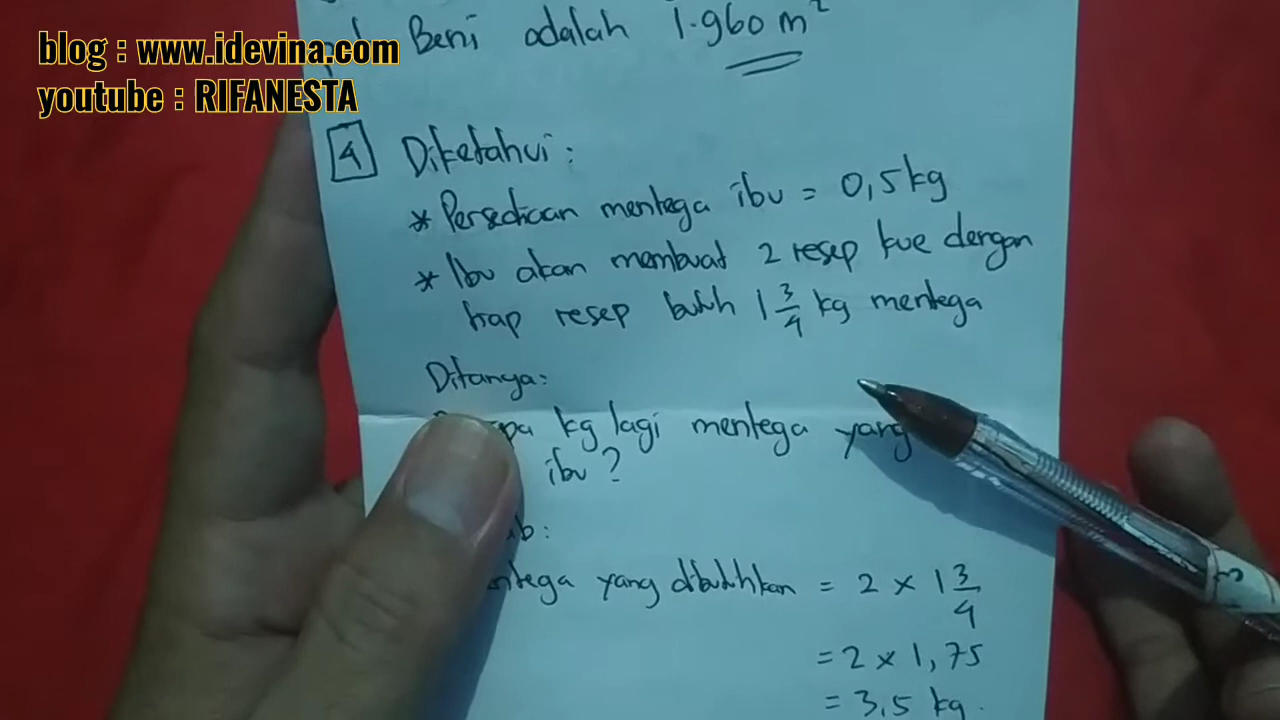 blog : www.idevina.com
youtube : RIFANESTA
Beni adalah 1.960 m²
4 Diketahui :
* Persediaan mentega ibu = 0,5 kg
* Ibu akan membuat 2 resep kue dengan
tiap resep butuh 1 3/4 kg mentega
Ditanya:
kg lagi mentega yang
ibu ?
yang dibutuhkan = 2 x 1 3/4
= 2 x 1,75
= 3,5 kg.